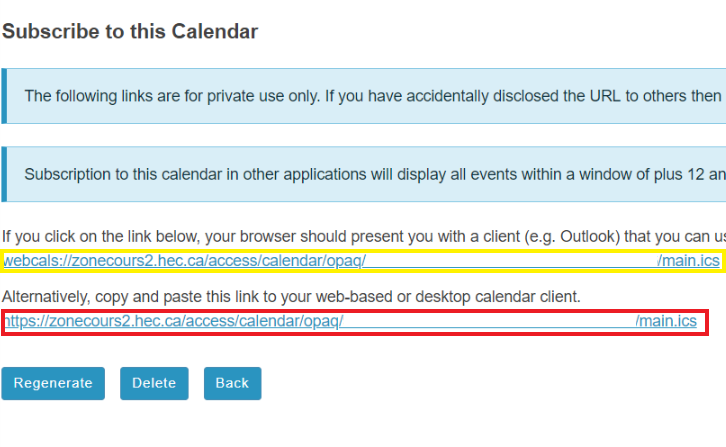 Subscribe to this Calendar
The following links are for private use only. If you have accidentally disclosed the URL to others then
Subscription to this calendar in other applications will display all events within a window of plus 12 an
If you click on the link below, your browser should present you with a client (e.g. Outlook) that you can us
webcals://zonecours2.hec.ca/access/calendar/opaq/ /main.ics
Alternatively, copy and paste this link to your web-based or desktop calendar client.
https://zonecours2.hec.ca/access/calendar/opaq/ /main.ics
Regenerate Delete Back